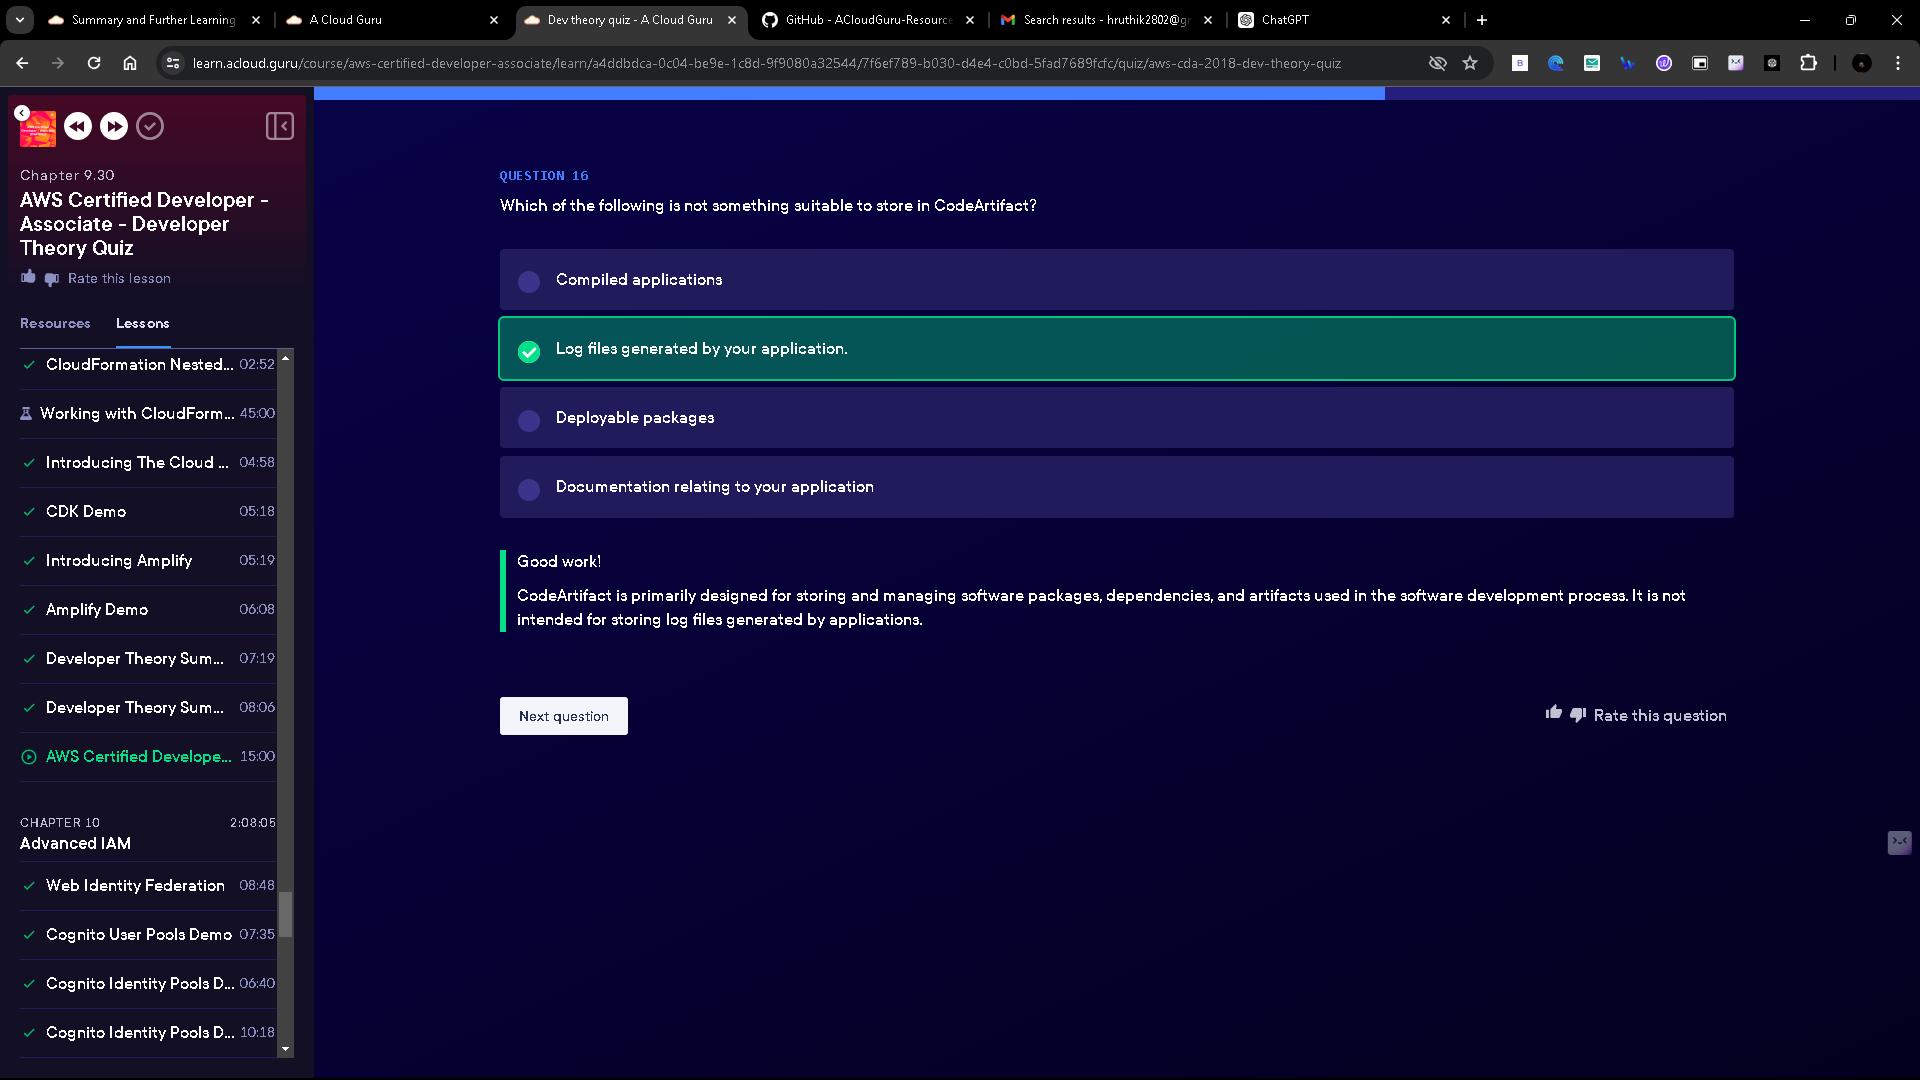 Summary and Further Learning
A Cloud Guru
Dev theory quiz - A Cloud Guru
GitHub - ACloudGuru-Resource
Search results - hruthik2802@gr
ChatGPT
learn.acloud.guru/course/aws-certified-developer-associate/learn/a4ddbdca-0c04-be9e-1c8d-9f9080a32544/7f6ef789-b030-d4e4-c0bd-5fad7689fcfc/quiz/aws-cda-2018-dev-theory-quiz
Chapter 9.30
AWS Certified Developer -
Associate - Developer
Theory Quiz
Rate this lesson
Resources
Lessons
CloudFormation Nested... 02:52
Working with CloudForm... 45:00
Introducing The Cloud ... 04:58
CDK Demo 05:18
Introducing Amplify 05:19
Amplify Demo 06:08
Developer Theory Sum... 07:19
Developer Theory Sum... 08:06
AWS Certified Develope... 15:00
CHAPTER 10 2:08:05
Advanced IAM
Web Identity Federation 08:48
Cognito User Pools Demo 07:35
Cognito Identity Pools D... 06:40
Cognito Identity Pools D... 10:18
QUESTION 16
Which of the following is not something suitable to store in CodeArtifact?
Compiled applications
Log files generated by your application.
Deployable packages
Documentation relating to your application
Good work!
CodeArtifact is primarily designed for storing and managing software packages, dependencies, and artifacts used in the software development process. It is not
intended for storing log files generated by applications.
Next question
Rate this question